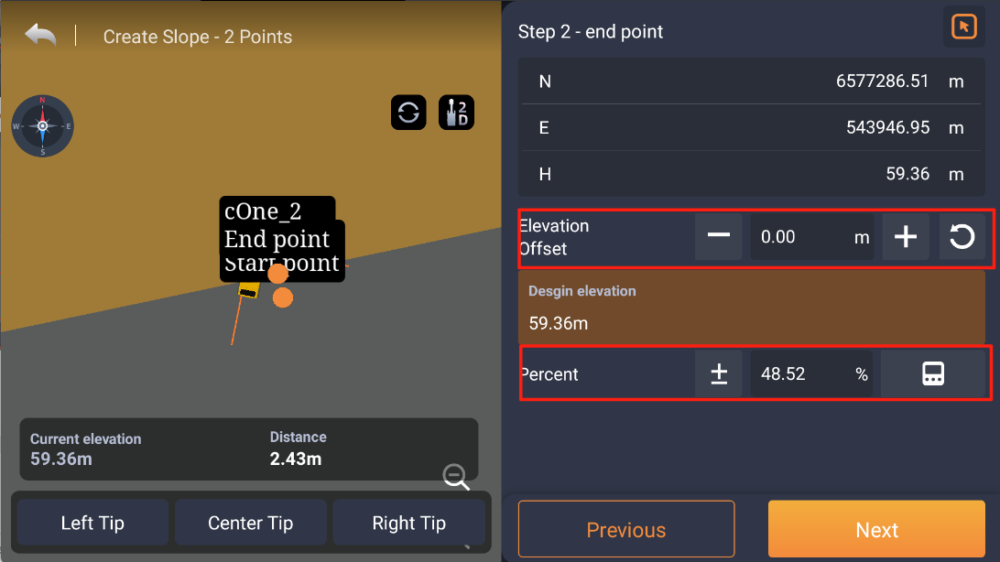 Create Slope - 2 Points
N
W
E
S
2
D
cOne_2
End point
Start point
Current elevation
59.36m
Distance
2.43m
Left Tip
Center Tip
Right Tip
Step 2 - end point
N 6577286.51 m
E 543946.95 m
H 59.36 m
Elevation
Offset
0.00 m
Desgin elevation
59.36m
Percent
48.52 %
Previous
Next